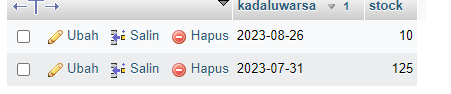 kadaluwarsa 1 stock
Ubah Salin Hapus 2023-08-26 10
Ubah Salin Hapus 2023-07-31 125